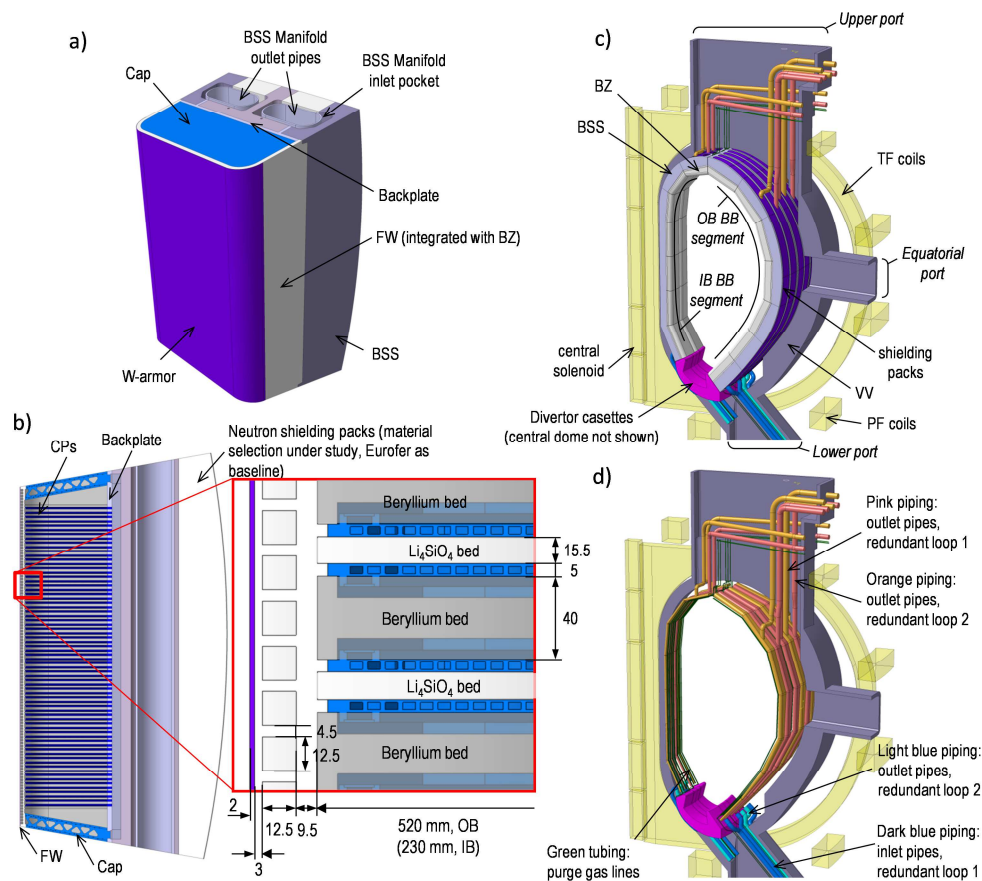 a)
BSS Manifold
outlet pipes
BSS Manifold
inlet pocket
Cap
Backplate
FW (integrated with BZ)
BSS
W-armor
b)
CPs
Backplate
Neutron shielding packs (material
selection under study, Eurofer as
baseline)
Beryllium bed
Li4SiO4 bed
Beryllium bed
Li4SiO4 bed
Beryllium bed
15.5
5
40
4.5
12.5
2
12.5
9.5
3
520 mm, OB
(230 mm, IB)
FW
Cap
c)
Upper port
BZ
BSS
TF coils
OB BB
segment
Equatorial
port
IB BB
segment
central
solenoid
shielding
packs
VV
Divertor casettes
(central dome not shown)
PF coils
Lower port
d)
Pink piping:
outlet pipes,
redundant loop 1
Orange piping:
outlet pipes,
redundant loop 2
Light blue piping:
outlet pipes,
redundant loop 2
Green tubing:
purge gas lines
Dark blue piping:
inlet pipes,
redundant loop 1